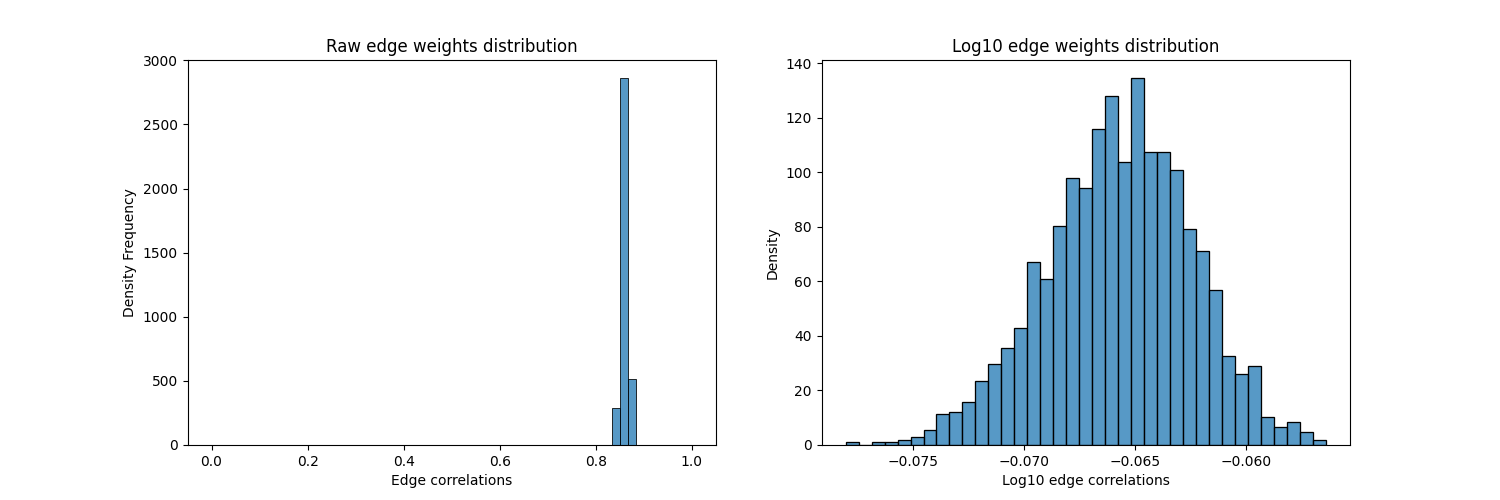 Raw edge weights distribution
3000
2500
2000
1500
1000
500
0
Density Frequency
0.0 0.2 0.4 0.6 0.8 1.0
Edge correlations
Log10 edge weights distribution
140
120
100
80
60
40
20
0
Density
−0.075 −0.070 −0.065 −0.060
Log10 edge correlations